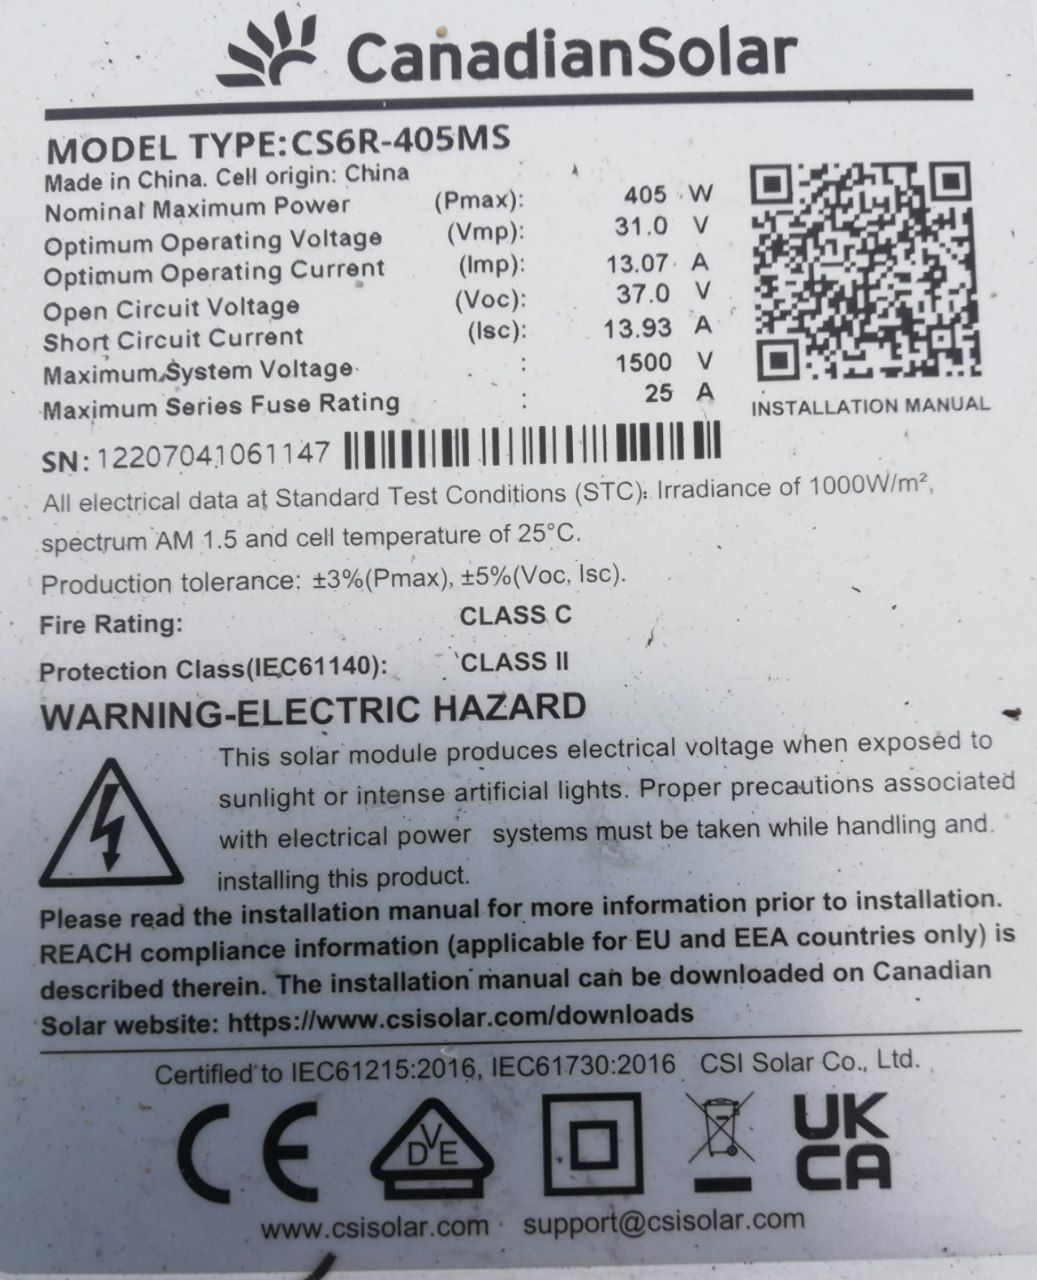 CanadianSolar
MODEL TYPE:CS6R-405MS
Made in China. Cell origin: China
Nominal Maximum Power (Pmax): 405 W
Optimum Operating Voltage (Vmp): 31.0 V
Optimum Operating Current (Imp): 13.07 A
Open Circuit Voltage (Voc): 37.0 V
Short Circuit Current (Isc): 13.93 A
Maximum System Voltage : 1500 V
Maximum Series Fuse Rating : 25 A
INSTALLATION MANUAL
SN: 12207041061147
All electrical data at Standard Test Conditions (STC): Irradiance of 1000W/m²,
spectrum AM 1.5 and cell temperature of 25°C.
Production tolerance: ±3%(Pmax), ±5%(Voc, Isc).
Fire Rating: CLASS C
Protection Class(IEC61140): CLASS II
WARNING-ELECTRIC HAZARD
This solar module produces electrical voltage when exposed to
sunlight or intense artificial lights. Proper precautions associated
with electrical power systems must be taken while handling and
installing this product.
Please read the installation manual for more information prior to installation.
REACH compliance information (applicable for EU and EEA countries only) is
described therein. The installation manual can be downloaded on Canadian
Solar website: https://www.csisolar.com/downloads
Certified to IEC61215:2016, IEC61730:2016 CSI Solar Co., Ltd.
CE DVE UK
CA
www.csisolar.com support@csisolar.com